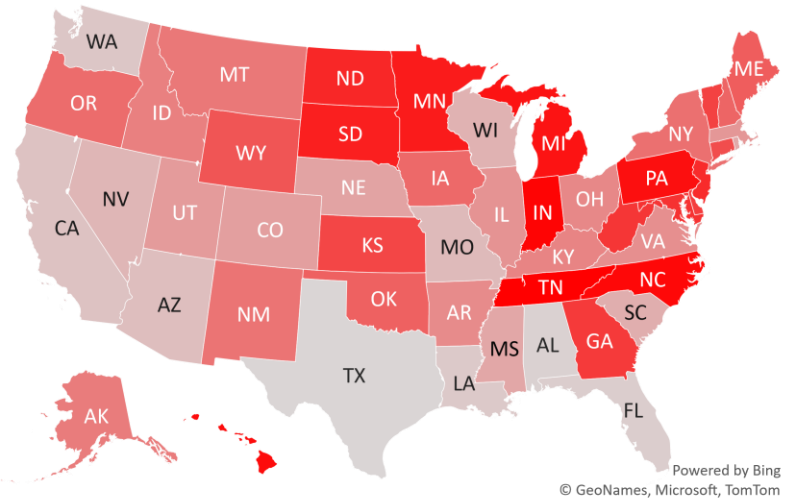 WA
MT
ND
MN
ME
OR
ID
SD
WI
MI
NY
WY
IA
PA
NE
NV
UT
CO
IL
IN
OH
CA
KS
MO
KY
VA
AZ
NM
OK
AR
TN
NC
SC
MS
AL
GA
TX
LA
FL
AK
Powered by Bing
© GeoNames, Microsoft, TomTom